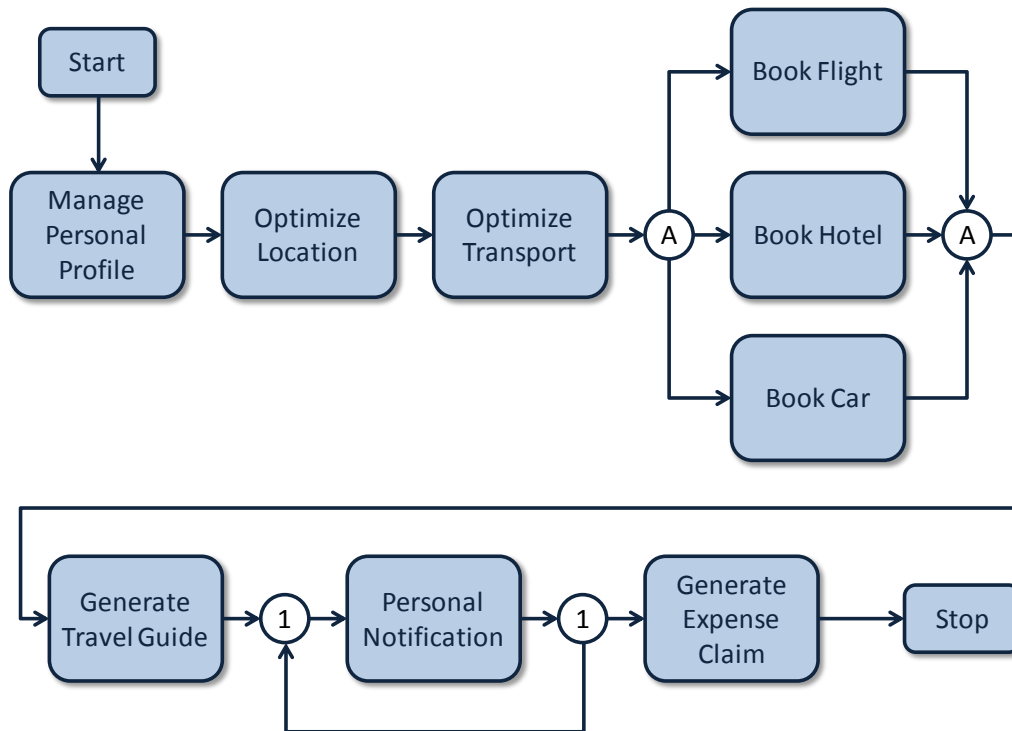 Start
Manage
Personal
Profile
Optimize
Location
Optimize
Transport
A
Book Flight
Book Hotel
Book Car
A
Generate
Travel Guide
1
Personal
Notification
1
Generate
Expense
Claim
Stop